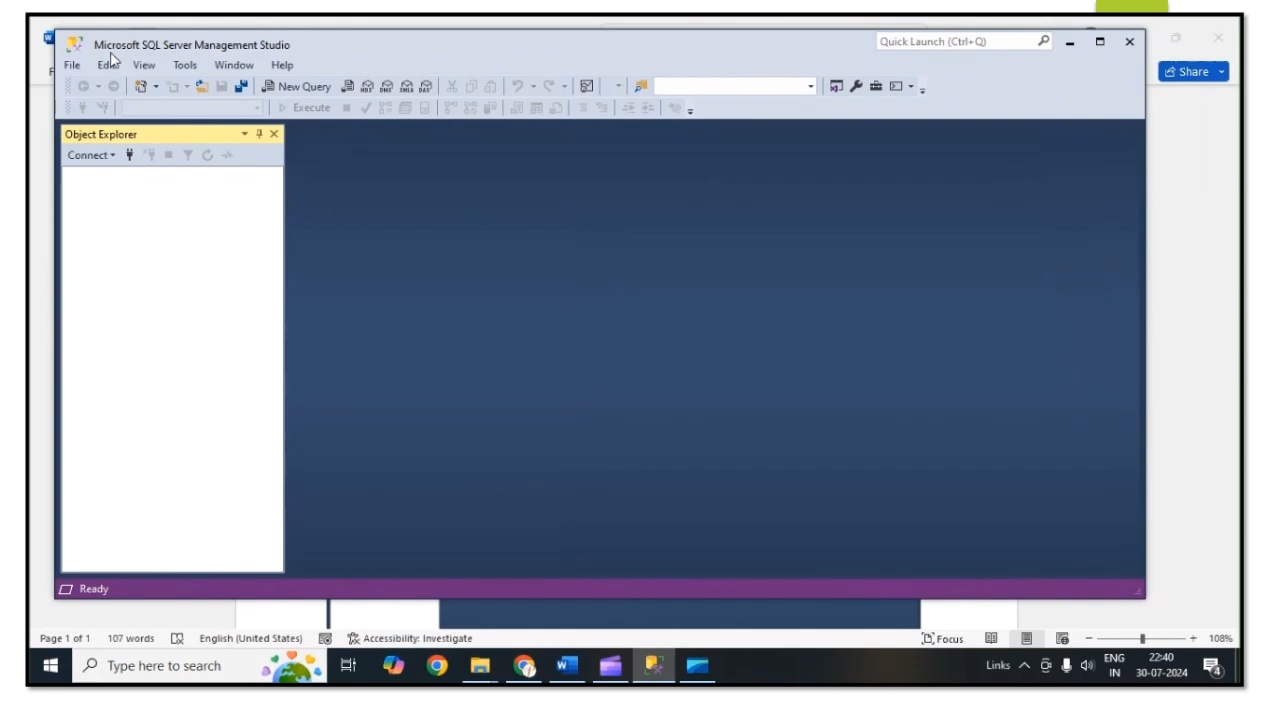 Microsoft SQL Server Management Studio
Quick Launch (Ctrl+Q)
File Edit View Tools Window Help
Share
New Query
Execute
Object Explorer
Connect
Ready
Page 1 of 1 107 words English (United States) Accessibility: Investigate Focus 108%
Type here to search
Links
ENG
IN
22:40
30-07-2024
4